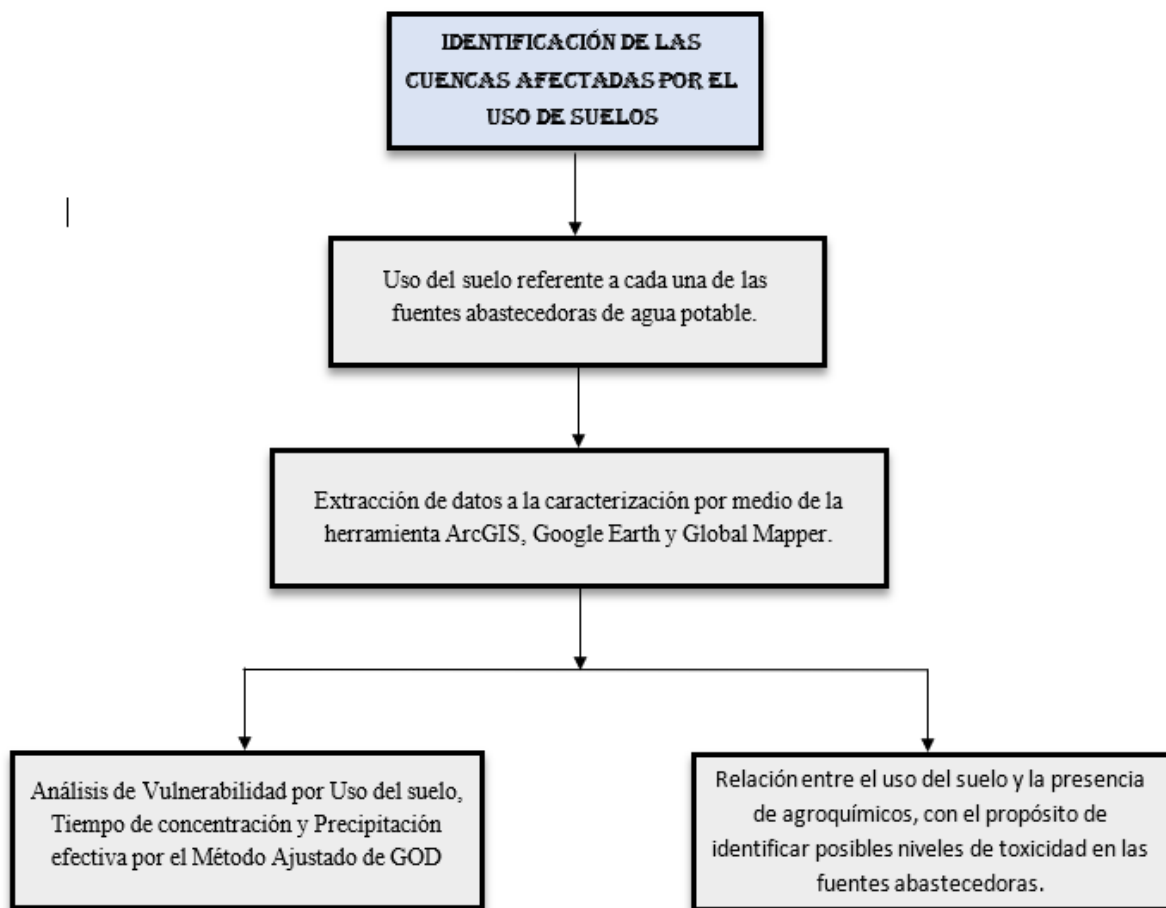 IDENTIFICACIÓN DE LAS
CUENCAS AFECTADAS POR EL
USO DE SUELOS
Uso del suelo referente a cada una de las
fuentes abastecedoras de agua potable.
Extracción de datos a la caracterización por medio de la
herramienta ArcGIS, Google Earth y Global Mapper.
Análisis de Vulnerabilidad por Uso del suelo,
Tiempo de concentración y Precipitación
efectiva por el Método Ajustado de GOD
Relación entre el uso del suelo y la presencia
de agroquímicos, con el propósito de
identificar posibles niveles de toxicidad en las
fuentes abastecedoras.